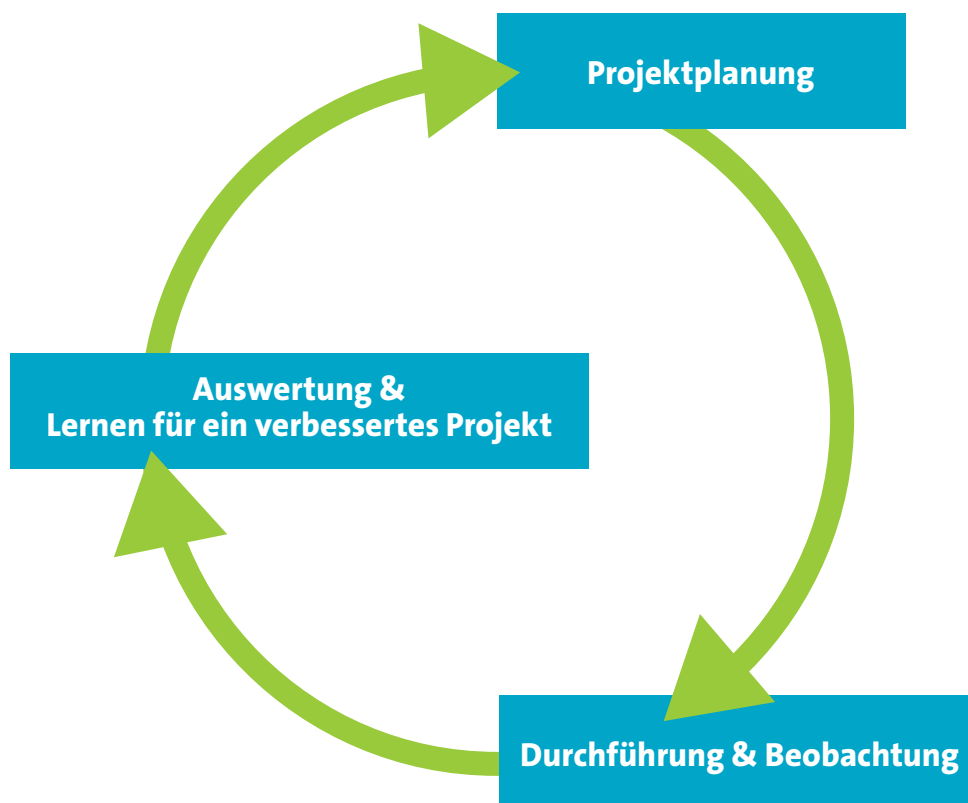 Projektplanung
Auswertung &
Lernen für ein verbessertes Projekt
Durchführung & Beobachtung